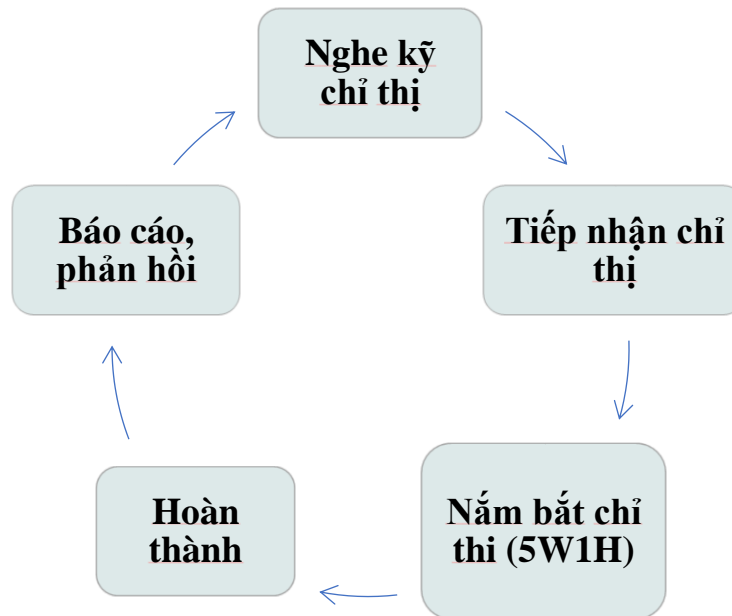 Nghe kỹ
chỉ thị
Tiếp nhận chỉ
thị
Nắm bắt chỉ
thi (5W1H)
Hoàn
thành
Báo cáo,
phản hồi